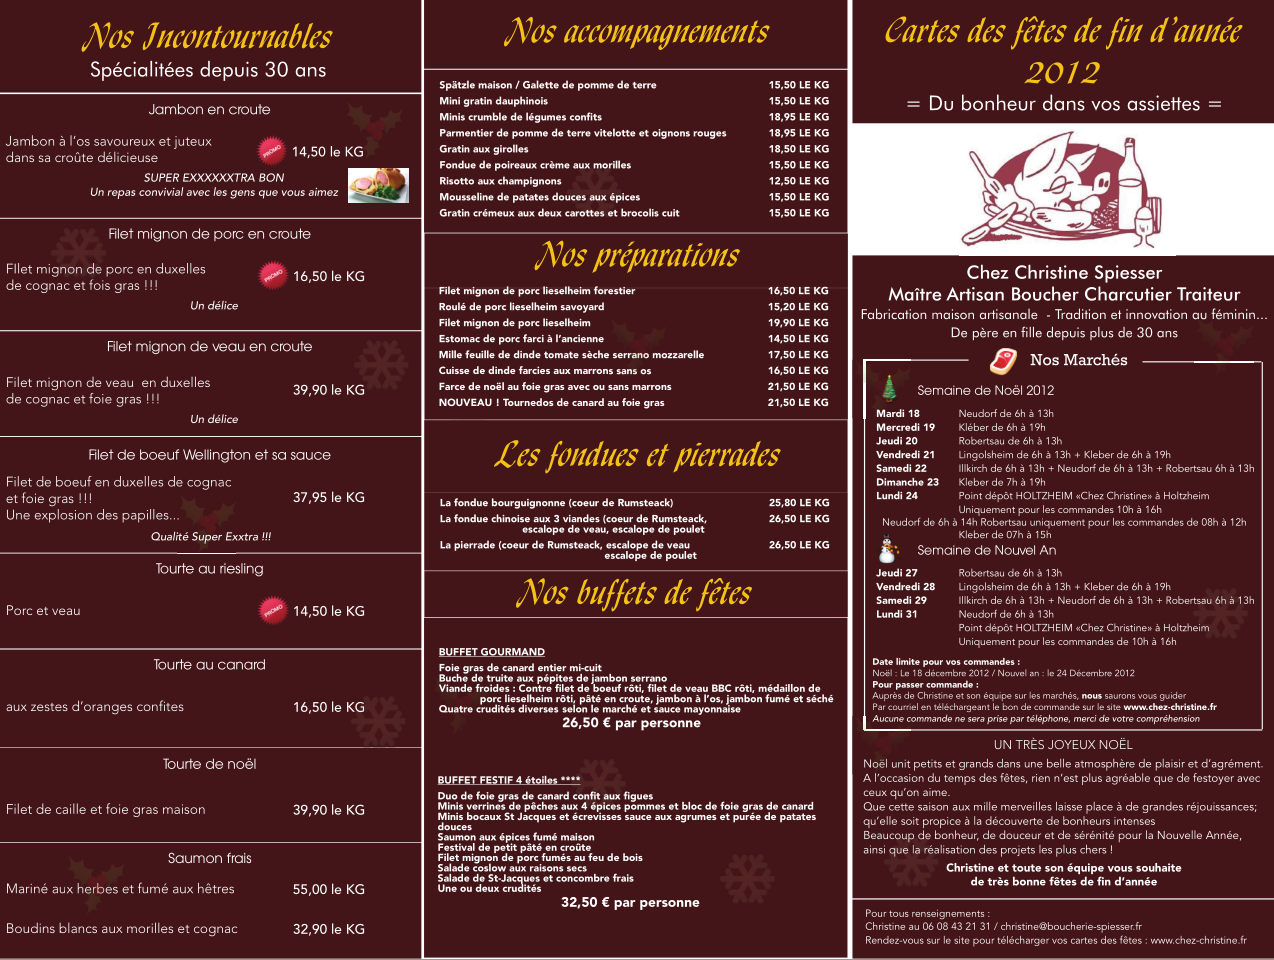 Nos Incontournables
Spécialitées depuis 30 ans
Jambon en croute
Jambon à l'os savoureux et juteux
dans sa croûte délicieuse
PROMO
14,50 le KG
SUPER EXXXXXXTRA BON
Un repas convivial avec les gens que vous aimez
Filet mignon de porc en croute
FIlet mignon de porc en duxelles
de cognac et fois gras !!!
PROMO
16,50 le KG
Un délice
Filet mignon de veau en croute
Filet mignon de veau en duxelles
de cognac et foie gras !!!
39,90 le KG
Un délice
Filet de boeuf Wellington et sa sauce
Filet de boeuf en duxelles de cognac
et foie gras !!!
Une explosion des papilles...
37,95 le KG
Qualité Super Exxtra !!!
Tourte au riesling
Porc et veau
PROMO
14,50 le KG
Tourte au canard
aux zestes d'oranges confites 16,50 le KG
Tourte de noël
Filet de caille et foie gras maison 39,90 le KG
Saumon frais
Mariné aux herbes et fumé aux hêtres 55,00 le KG
Boudins blancs aux morilles et cognac 32,90 le KG
Nos accompagnements
Spätzle maison / Galette de pomme de terre 15,50 LE KG
Mini gratin dauphinois 15,50 LE KG
Minis crumble de légumes confits 18,95 LE KG
Parmentier de pomme de terre vitelotte et oignons rouges 18,95 LE KG
Gratin aux girolles 18,50 LE KG
Fondue de poireaux crème aux morilles 15,50 LE KG
Risotto aux champignons 12,50 LE KG
Mousseline de patates douces aux épices 15,50 LE KG
Gratin crémeux aux deux carottes et brocolis cuit 15,50 LE KG
Nos préparations
Filet mignon de porc lieselheim forestier 16,50 LE KG
Roulé de porc lieselheim savoyard 15,20 LE KG
Filet mignon de porc lieselheim 19,90 LE KG
Estomac de porc farci à l'ancienne 14,50 LE KG
Mille feuille de dinde tomate sèche serrano mozzarelle 17,50 LE KG
Cuisse de dinde farcies aux marrons sans os 16,50 LE KG
Farce de noël au foie gras avec ou sans marrons 21,50 LE KG
NOUVEAU ! Tournedos de canard au foie gras 21,50 LE KG
Les fondues et pierrades
La fondue bourguignonne (coeur de Rumsteack) 25,80 LE KG
La fondue chinoise aux 3 viandes (coeur de Rumsteack, 26,50 LE KG
escalope de veau, escalope de poulet
La pierrade (coeur de Rumsteack, escalope de veau 26,50 LE KG
escalope de poulet
Nos buffets de fêtes
BUFFET GOURMAND
Foie gras de canard entier mi-cuit
Buche de truite aux pépites de jambon serrano
Viande froides : Contre filet de boeuf rôti, filet de veau BBC rôti, médaillon de
porc lieselheim rôti, pâté en croute, jambon à l'os, jambon fumé et séché
Quatre crudités diverses selon le marché et sauce mayonnaise
26,50 € par personne
BUFFET FESTIF 4 étoiles ****
Duo de foie gras de canard confit aux figues
Minis verrines de pêches aux 4 épices pommes et bloc de foie gras de canard
Minis bocaux St Jacques et écrevisses sauce aux agrumes et purée de patates
douces
Saumon aux épices fumé maison
Festival de petit pâté en croûte
Filet mignon de porc fumés au feu de bois
Salade coslow aux raisons secs
Salade de St-Jacques et concombre frais
Une ou deux crudités
32,50 € par personne
Cartes des fêtes de fin d'année
2012
= Du bonheur dans vos assiettes =
Chez Christine Spiesser
Maître Artisan Boucher Charcutier Traiteur
Fabrication maison artisanale - Tradition et innovation au féminin...
De père en fille depuis plus de 30 ans
Nos Marchés
Semaine de Noël 2012
Mardi 18 Neudorf de 6h à 13h
Mercredi 19 Kléber de 6h à 19h
Jeudi 20 Robertsau de 6h à 13h
Vendredi 21 Lingolsheim de 6h à 13h + Kleber de 6h à 19h
Samedi 22 Illkirch de 6h à 13h + Neudorf de 6h à 13h + Robertsau 6h à 13h
Dimanche 23 Kleber de 7h à 19h
Lundi 24 Point dépôt HOLTZHEIM «Chez Christine» à Holtzheim
Uniquement pour les commandes 10h à 16h
Neudorf de 6h à 14h Robertsau uniquement pour les commandes de 08h à 12h
Kleber de 07h à 15h
Semaine de Nouvel An
Jeudi 27 Robertsau de 6h à 13h
Vendredi 28 Lingolsheim de 6h à 13h + Kleber de 6h à 19h
Samedi 29 Illkirch de 6h à 13h + Neudorf de 6h à 13h + Robertsau 6h à 13h
Lundi 31 Neudorf de 6h à 13h
Point dépôt HOLTZHEIM «Chez Christine» à Holtzheim
Uniquement pour les commandes de 10h à 16h
Date limite pour vos commandes :
Noël : Le 18 décembre 2012 / Nouvel an : le 24 Décembre 2012
Pour passer commande :
Auprès de Christine et son équipe sur les marchés, nous saurons vous guider
Par courriel en téléchargeant le bon de commande sur le site www.chez-christine.fr
Aucune commande ne sera prise par téléphone, merci de votre compréhension
UN TRÈS JOYEUX NOËL
Noël unit petits et grands dans une belle atmosphère de plaisir et d'agrément.
A l'occasion du temps des fêtes, rien n'est plus agréable que de festoyer avec
ceux qu'on aime.
Que cette saison aux mille merveilles laisse place à de grandes réjouissances;
qu'elle soit propice à la découverte de bonheurs intenses
Beaucoup de bonheur, de douceur et de sérénité pour la Nouvelle Année,
ainsi que la réalisation des projets les plus chers !
Christine et toute son équipe vous souhaite
de très bonne fêtes de fin d'année
Pour tous renseignements :
Christine au 06 08 43 21 31 / christine@boucherie-spiesser.fr
Rendez-vous sur le site pour télécharger vos cartes des fêtes : www.chez-christine.fr